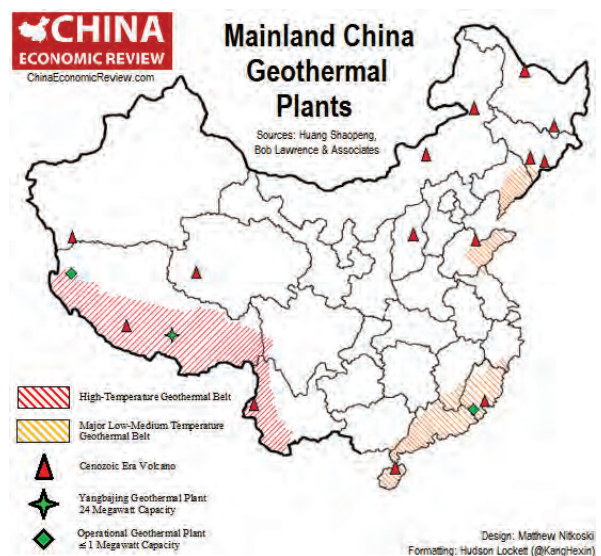 CHINA
ECONOMIC REVIEW
ChinaEconomicReview.com
Mainland China
Geothermal
Plants
Sources: Huang Shaopeng,
Bob Lawrence & Associates
High-Temperature Geothermal Belt
Major Low-Medium Temperature
Geothermal Belt
Cenozoic Era Volcano
Yangbajing Geothermal Plant
24 Megawatt Capacity
Operational Geothermal Plant
≤ 1 Megawatt Capacity
Design: Matthew Nitkoski
Formatting: Hudson Lockett (@KangHexin)